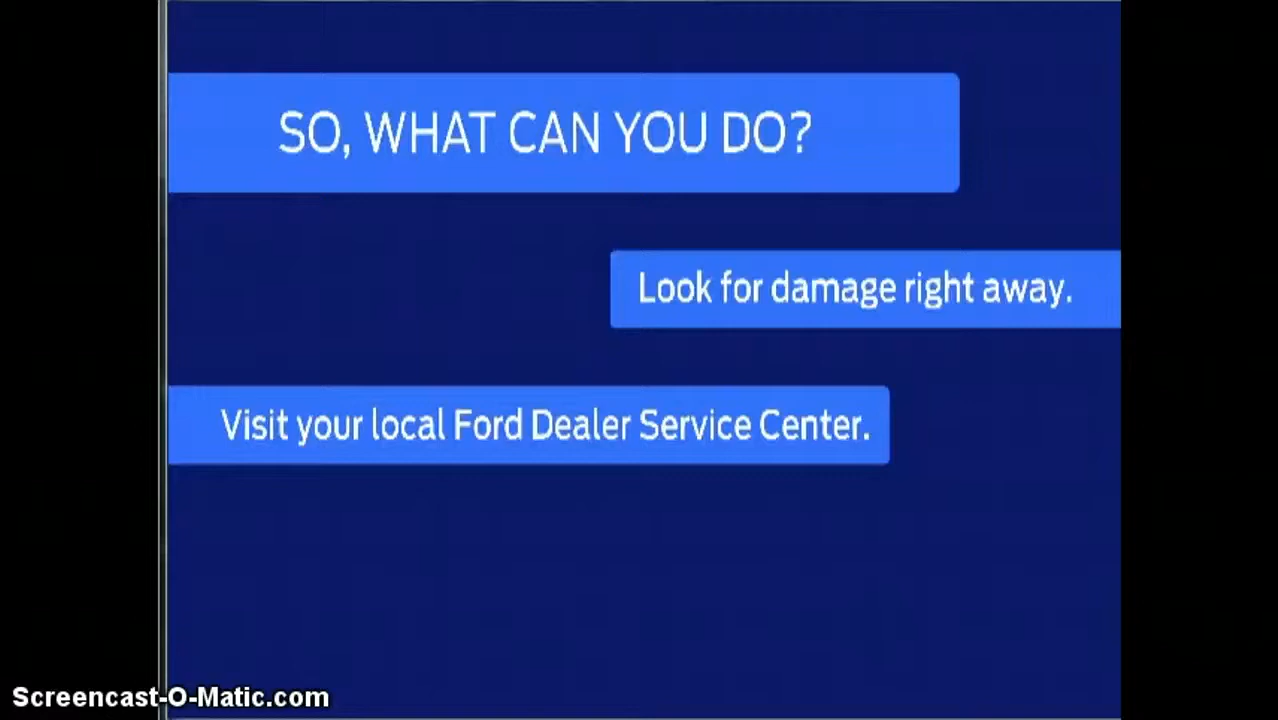 SO, WHAT CAN YOU DO?
Look for damage right away.
Visit your local Ford Dealer Service Center.
Screencast-O-Matic.com